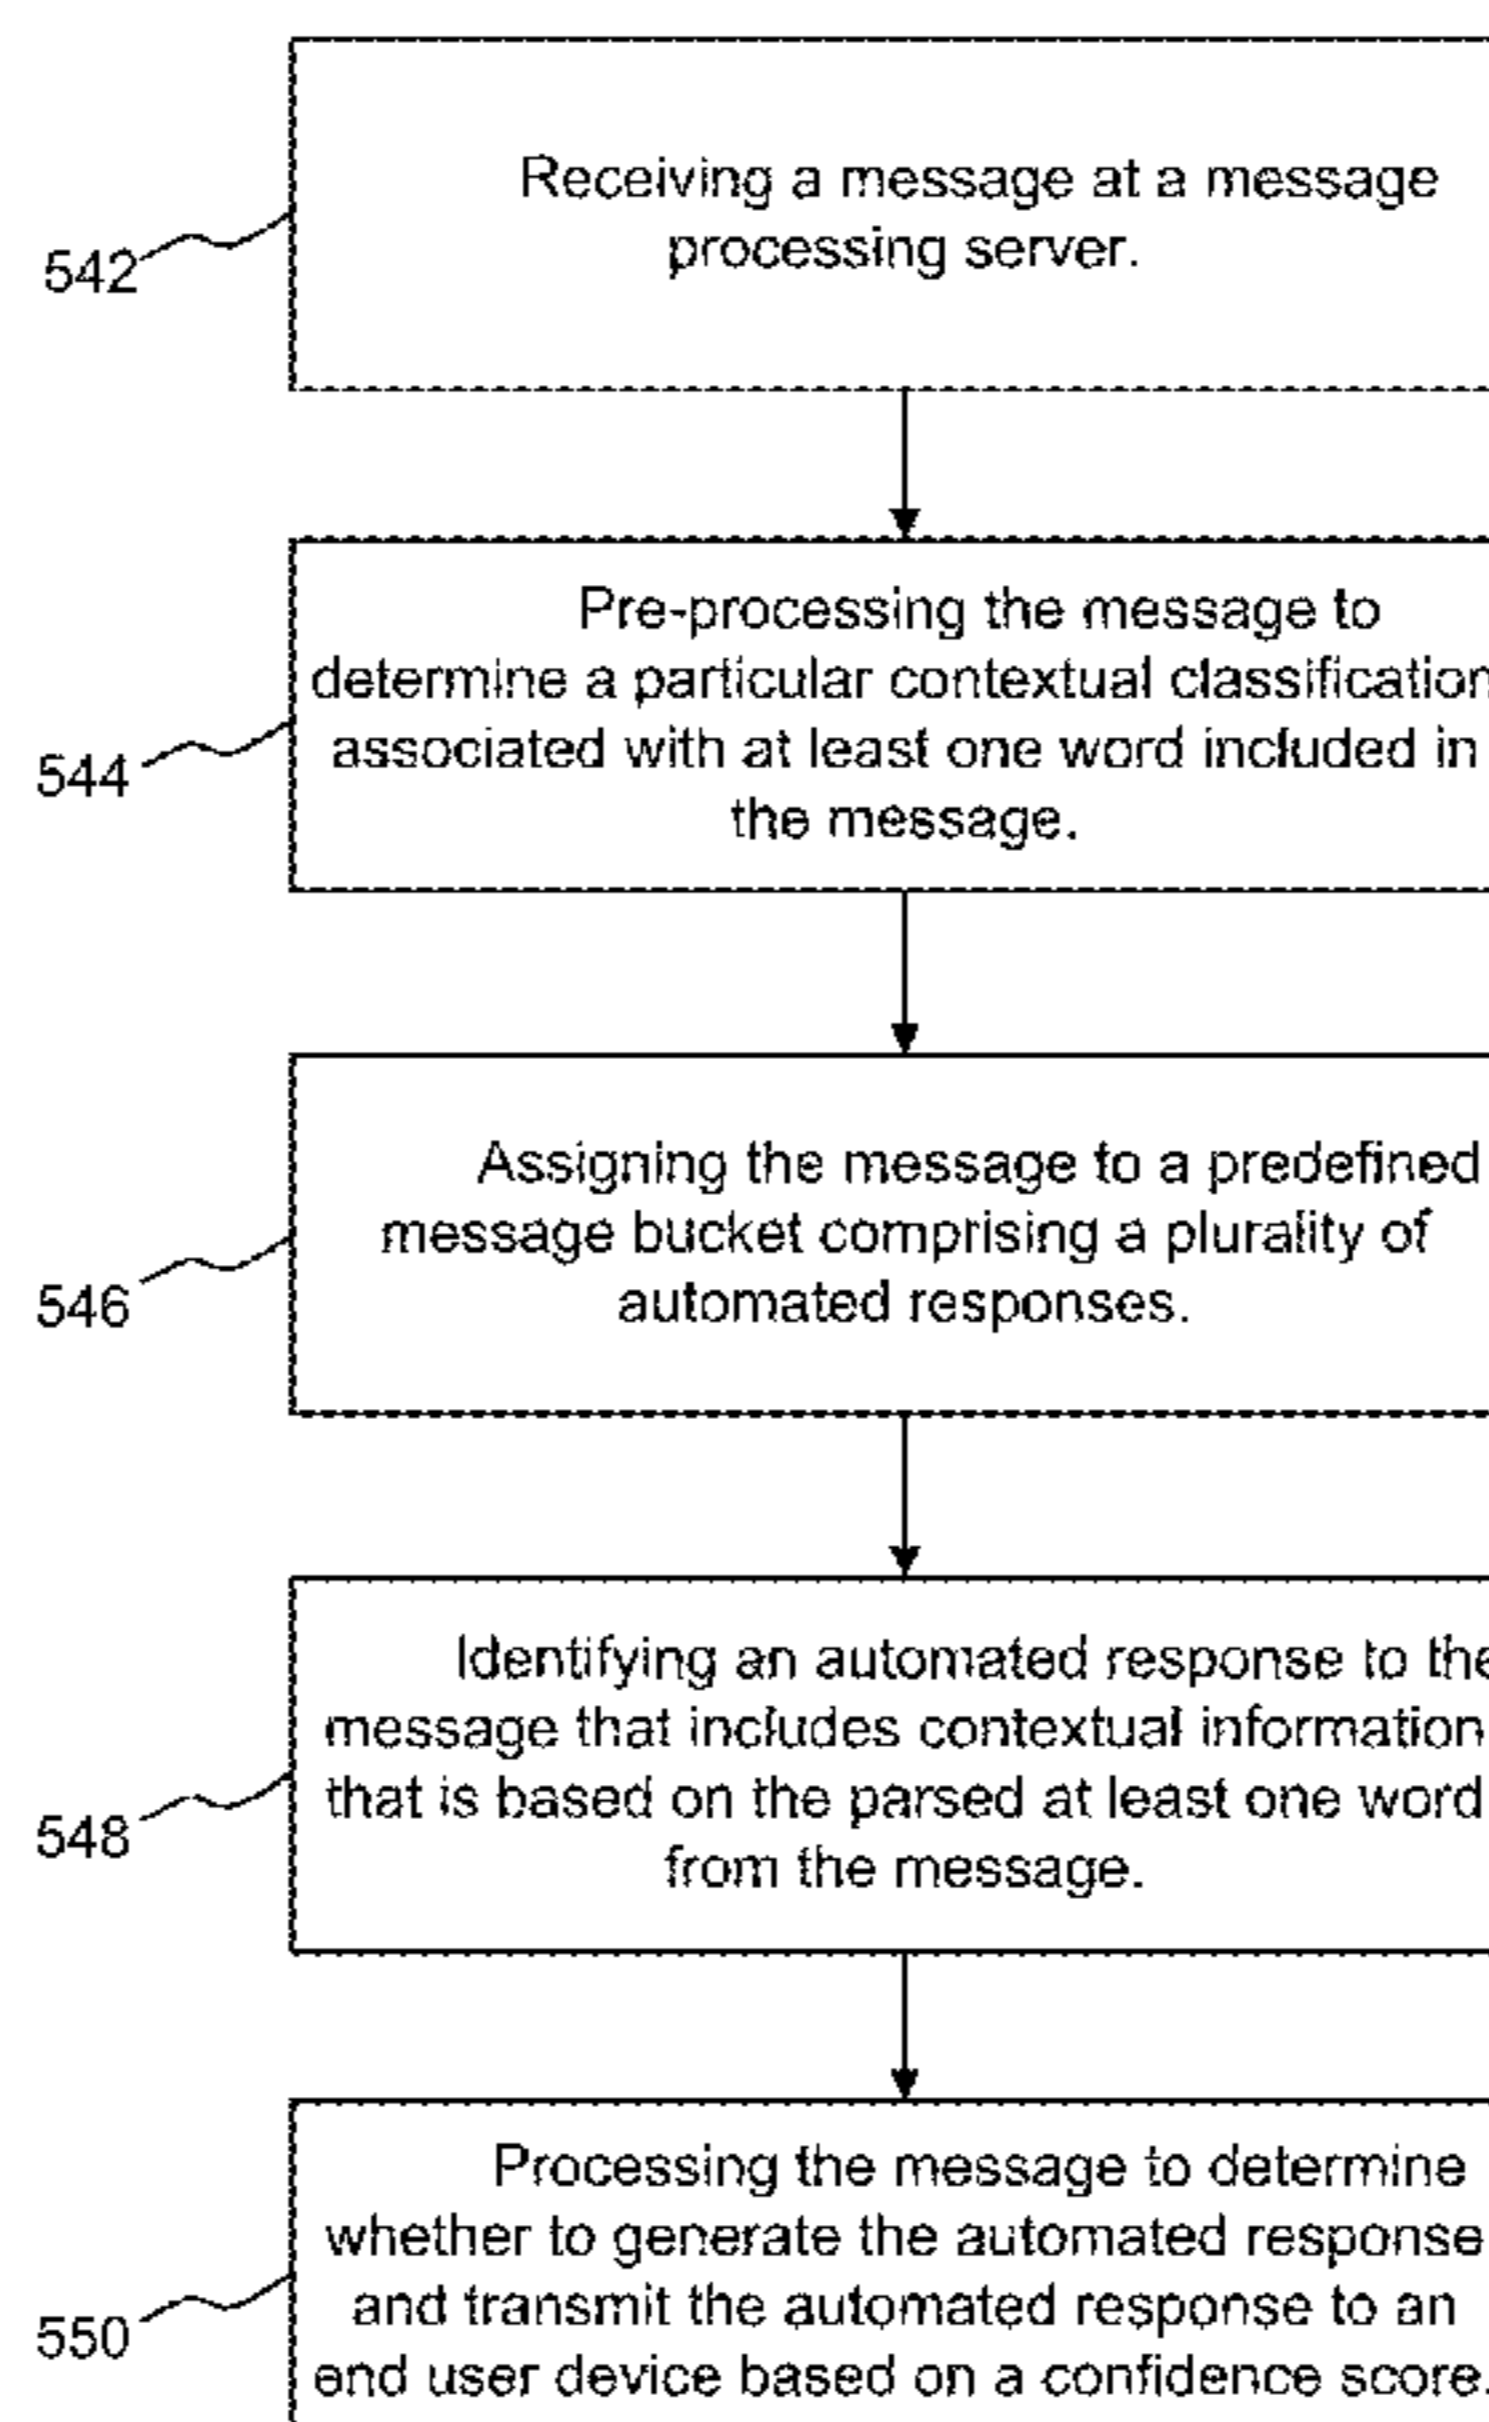 Receiving a message at a message
processing server.
542
Pre-processing the message to
determine a particular contextual classification
associated with at least one word included in
the message.
544
Assigning the message to a predefined
message bucket comprising a plurality of
automated responses.
546
Identifying an automated response to the
message that includes contextual information
that is based on the parsed at least one word
from the message.
548
Processing the message to determine
whether to generate the automated response
and transmit the automated response to an
end user device based on a confidence score.
550